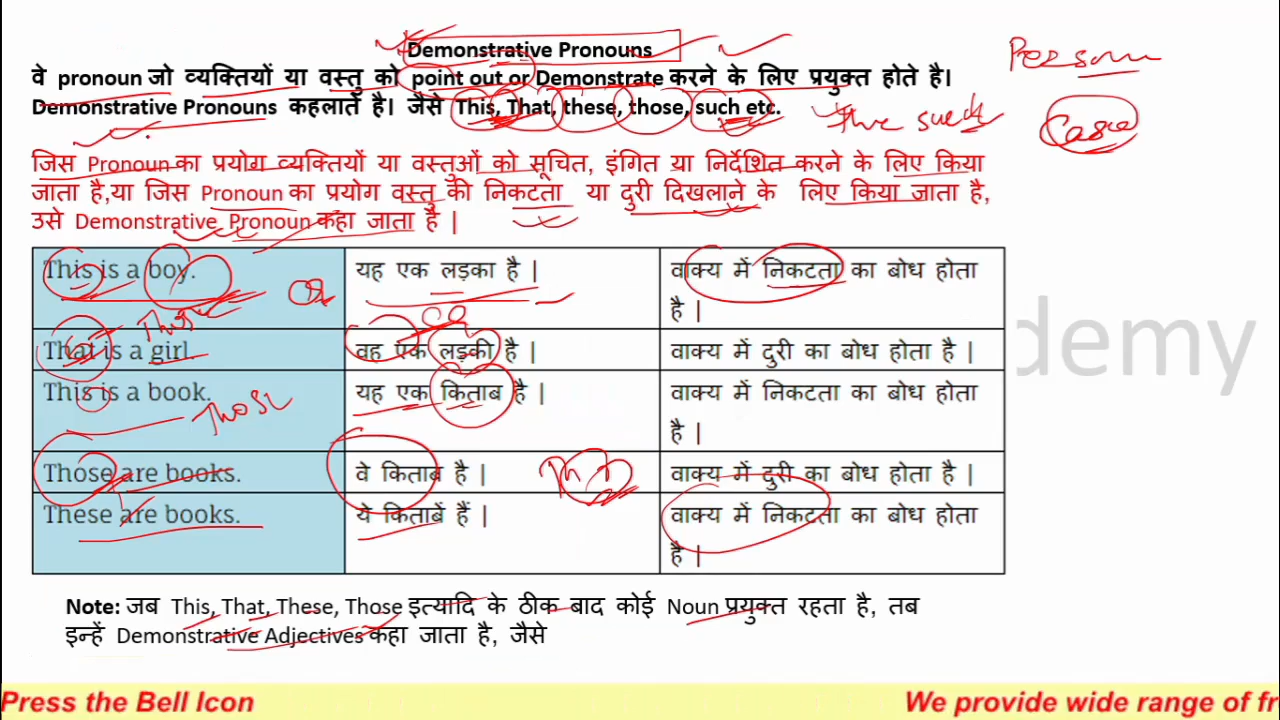 Demonstrative Pronouns
वे pronoun जो व्यक्तियों या वस्तु को point out or Demonstrate करने के लिए प्रयुक्त होते है।
Demonstrative Pronouns कहलाते है। जैसे This, That, these, those, such etc.
जिस Pronoun का प्रयोग व्यक्तियों या वस्तुओं को सूचित, इंगित या निर्देशित करने के लिए किया
जाता है,या जिस Pronoun का प्रयोग वस्तु की निकटता या दुरी दिखलाने के लिए किया जाता है,
उसे Demonstrative Pronoun कहा जाता है |
This is a boy. यह एक लड़का है | वाक्य में निकटता का बोध होता
है |
That is a girl. वह एक लड़की है | वाक्य में दुरी का बोध होता है |
This is a book. यह एक किताब है | वाक्य में निकटता का बोध होता
है |
Those
Those are books. वे किताब है | वाक्य में दुरी का बोध होता है |
These are books. ये किताबें हैं | वाक्य में निकटता का बोध होता
है |
Note: जब This, That, These, Those इत्यादि के ठीक बाद कोई Noun प्रयुक्त रहता है, तब
इन्हें Demonstrative Adjectives कहा जाता है, जैसे
Person
demy
Press the Bell Icon We provide wide range of fr